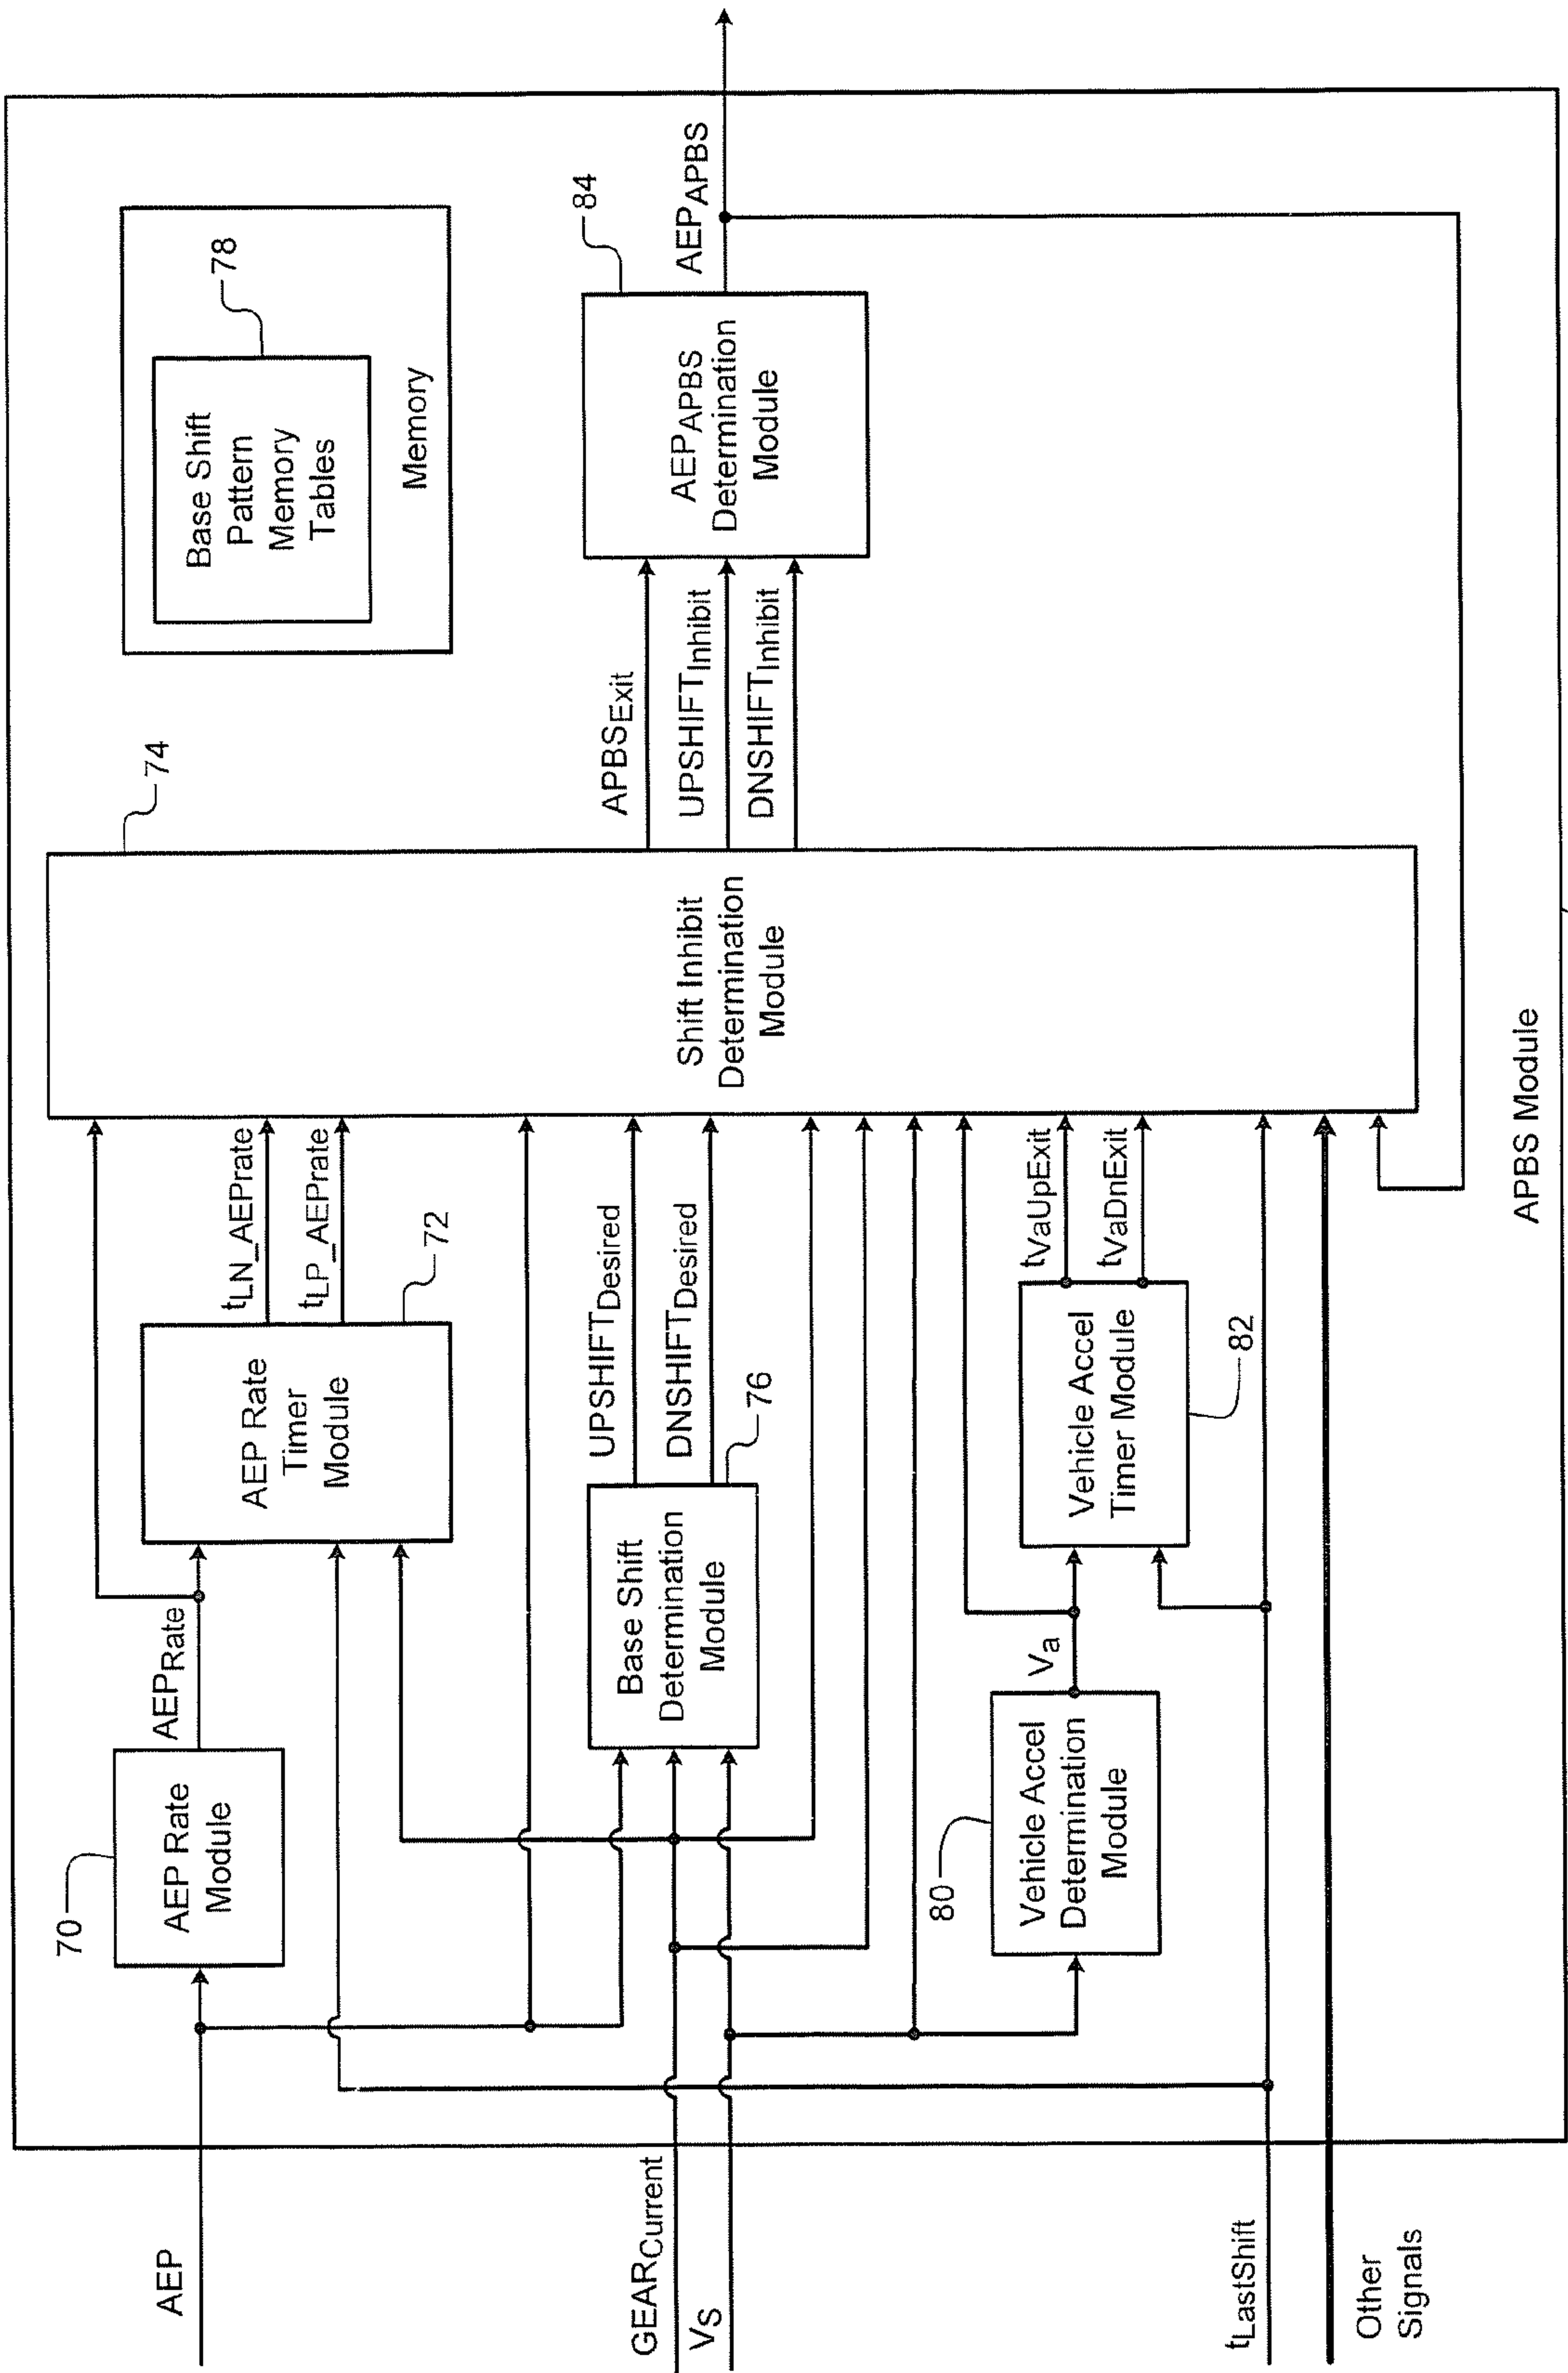 AEP
GEARCurrent
VS
tLastShift
Other
Signals
70
AEP Rate
Module
AEPRate
AEP Rate
Timer
Module
72
tLN_AEPrate
tLP_AEPrate
Base Shift
Determination
Module
76
UPSHIFTDesired
DNSHIFTDesired
80
Vehicle Accel
Determination
Module
Va
Vehicle Accel
Timer Module
82
tVaUpExit
tVaDnExit
Shift Inhibit
Determination
Module
74
APBSExit
UPSHIFTInhibit
DNSHIFTInhibit
Base Shift
Pattern
Memory
Tables
78
Memory
AEPAPBS
Determination
Module
84
AEPAPBS
APBS Module